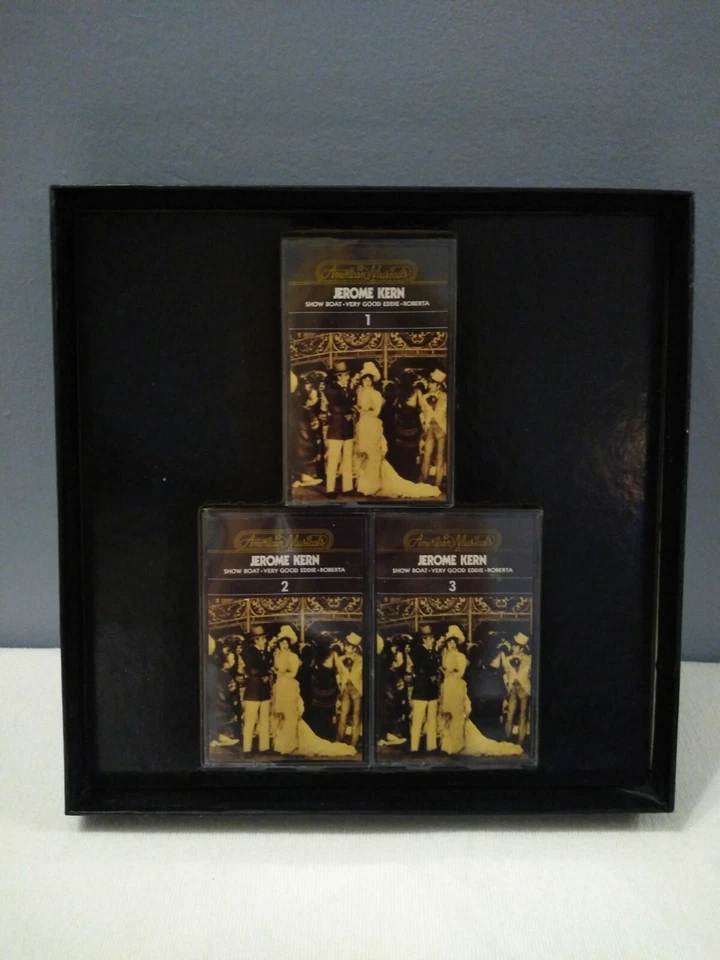 American Musicals
JEROME KERN
SHOW BOAT • VERY GOOD EDDIE • ROBERTA
1
American Musicals
JEROME KERN
SHOW BOAT • VERY GOOD EDDIE • ROBERTA
2
American Musicals
JEROME KERN
SHOW BOAT • VERY GOOD EDDIE • ROBERTA
3